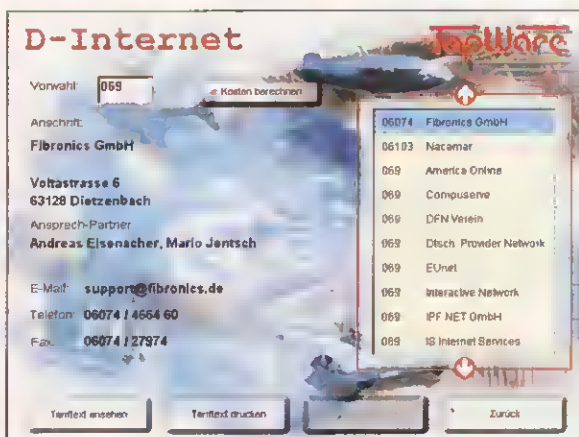 D-Internet
TopWare
Vorwahl: 069
Kosten berechnen
Anschrift:
Fibronics GmbH
Voltastrasse 6
63128 Dietzenbach
Ansprech-Partner
Andreas Eisenacher, Mario Jentsch
E-Mail: support@fibronics.de
Telefon: 06074 / 4664 60
Fax: 06074 / 27974
06074 Fibronics GmbH
06103 Nacamar
069 America Online
069 Compuserve
069 DFN Verein
069 Dtsch. Provider Network
069 EUnet
069 Interactive Network
069 IPF NET GmbH
069 IS Internet Services
Tariftext ansehen
Tariftext drucken
Zurück